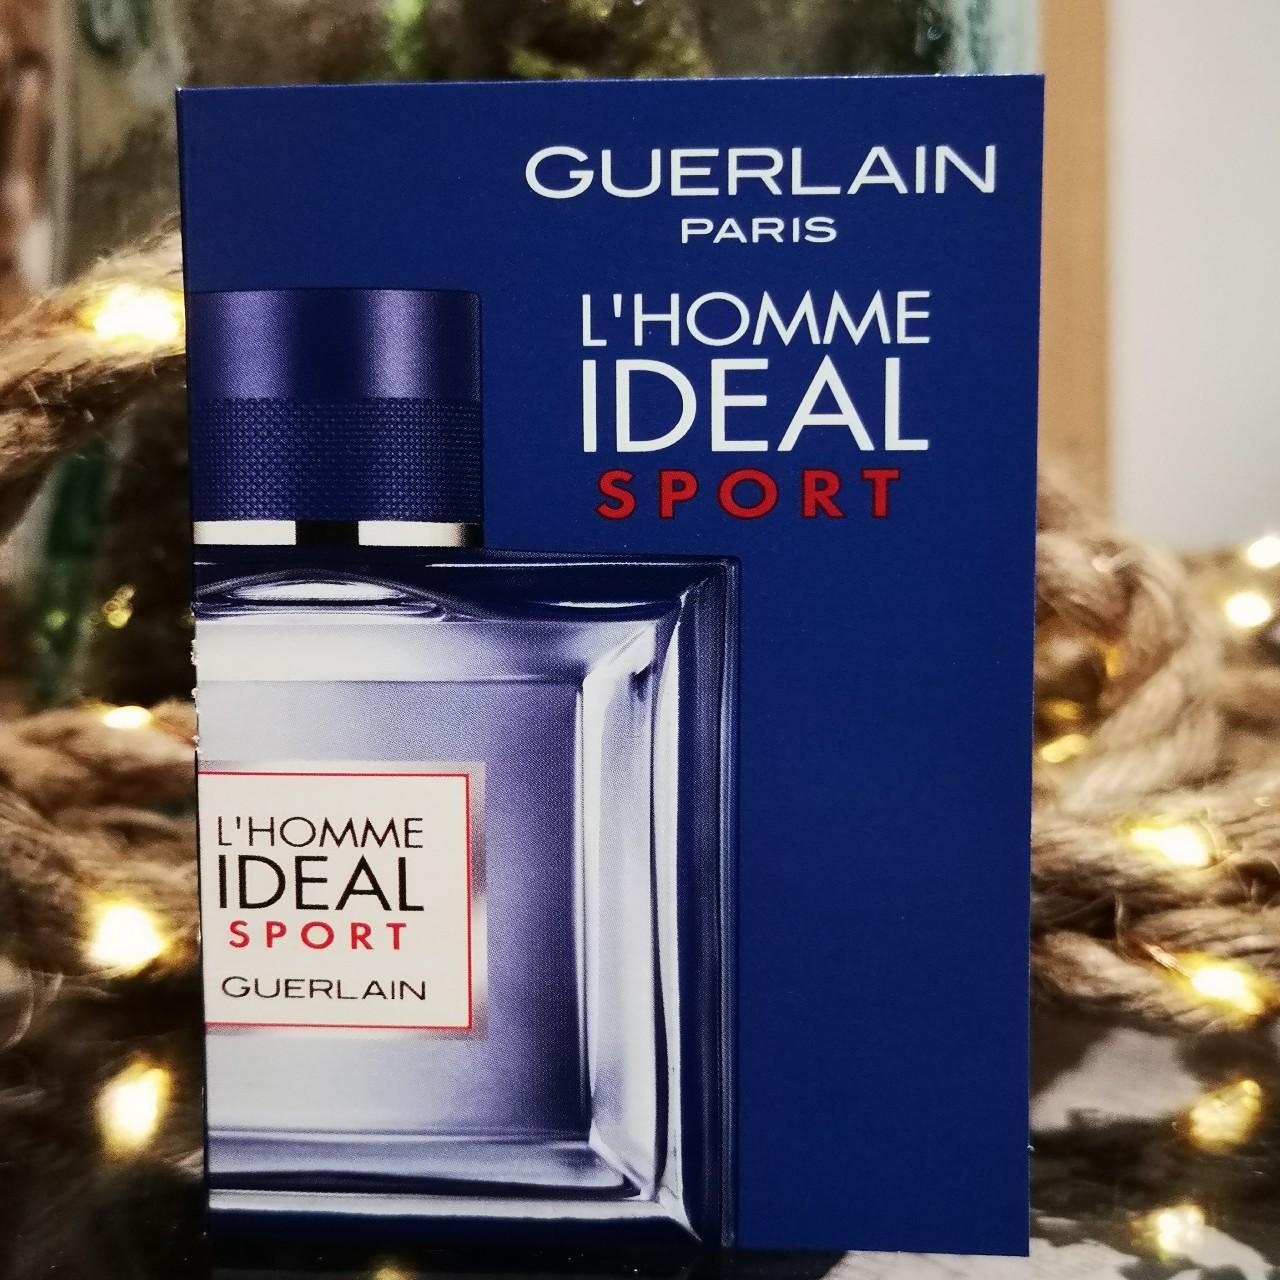 GUERLAIN
PARIS
L'HOMME
IDEAL
SPORT
L'HOMME
IDEAL
SPORT
GUERLAIN